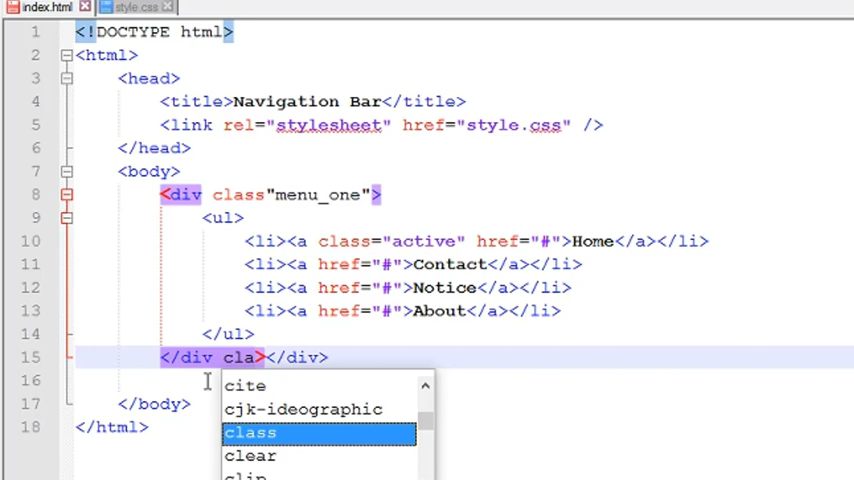 index.html style.css
1 <!DOCTYPE html>
2 <html>
3 <head>
4 <title>Navigation Bar</title>
5 <link rel="stylesheet" href="style.css" />
6 </head>
7 <body>
8 <div class"menu_one">
9 <ul>
10 <li><a class="active" href="#">Home</a></li>
11 <li><a href="#">Contact</a></li>
12 <li><a href="#">Notice</a></li>
13 <li><a href="#">About</a></li>
14 </ul>
15 </div cla></div>
16
cite
cjk-ideographic
17 </body>
class
18 </html>
clear
clip